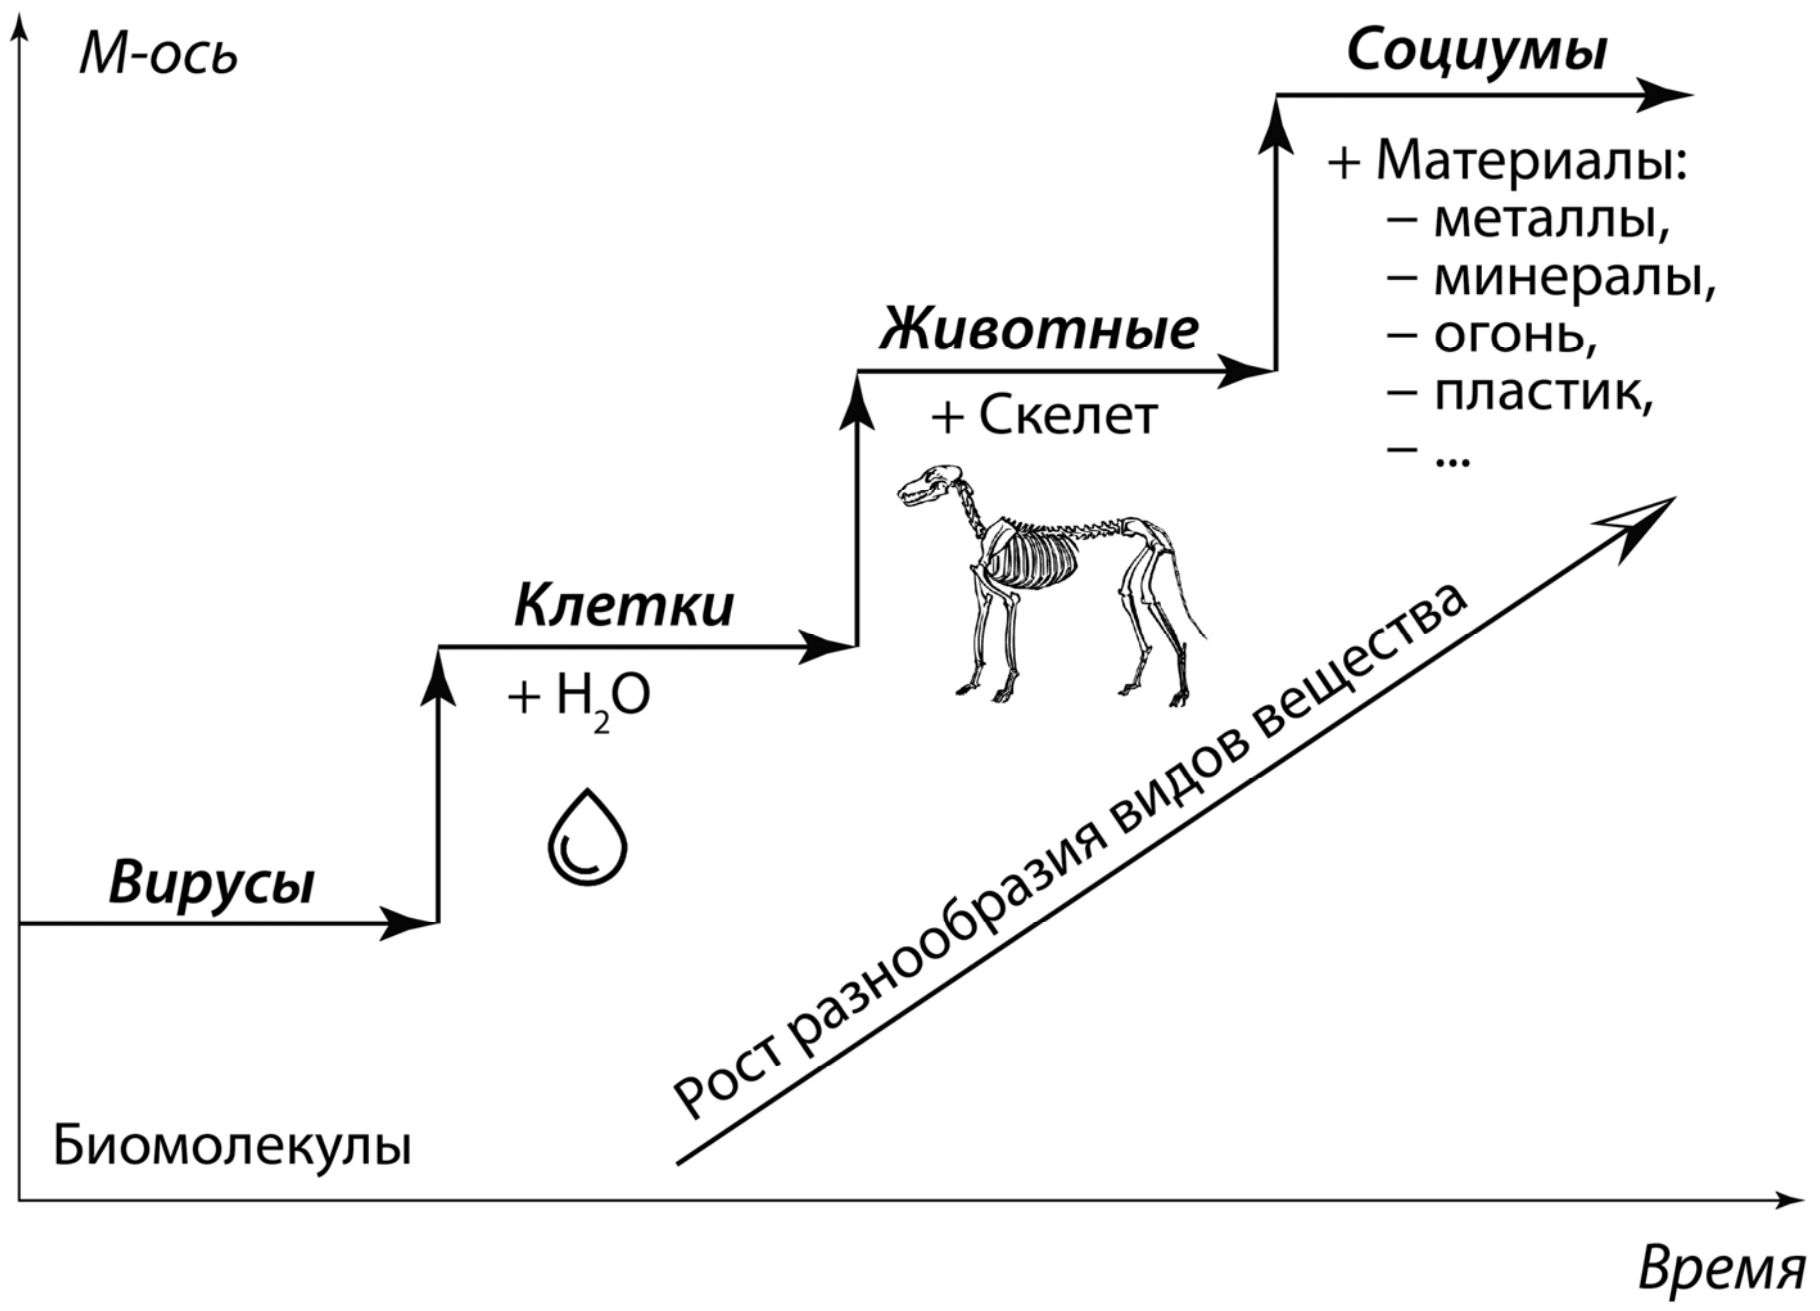 М-ось
Социумы
+ Материалы:
– металлы,
– минералы,
– огонь,
– пластик,
– ...
Животные
+ Скелет
Клетки
+ H₂O
Вирусы
Рост разнообразия видов вещества
Биомолекулы
Время